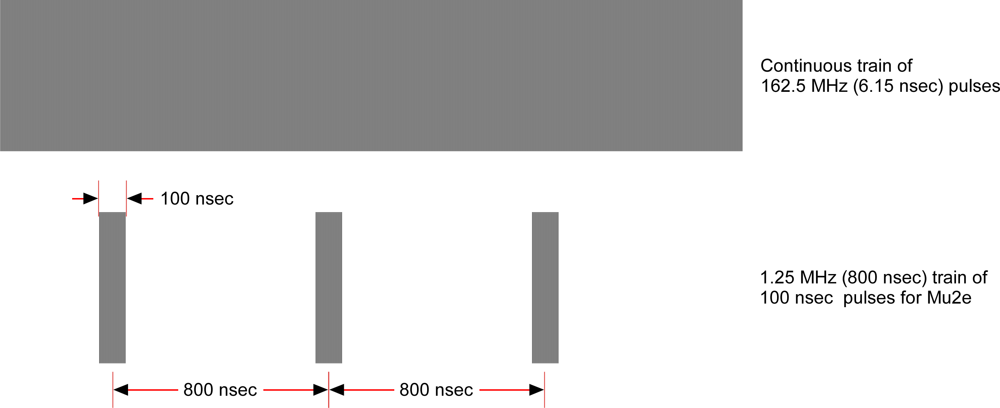 Continuous train of
162.5 MHz (6.15 nsec) pulses
100 nsec
1.25 MHz (800 nsec) train of
100 nsec  pulses for Mu2e
800 nsec
800 nsec